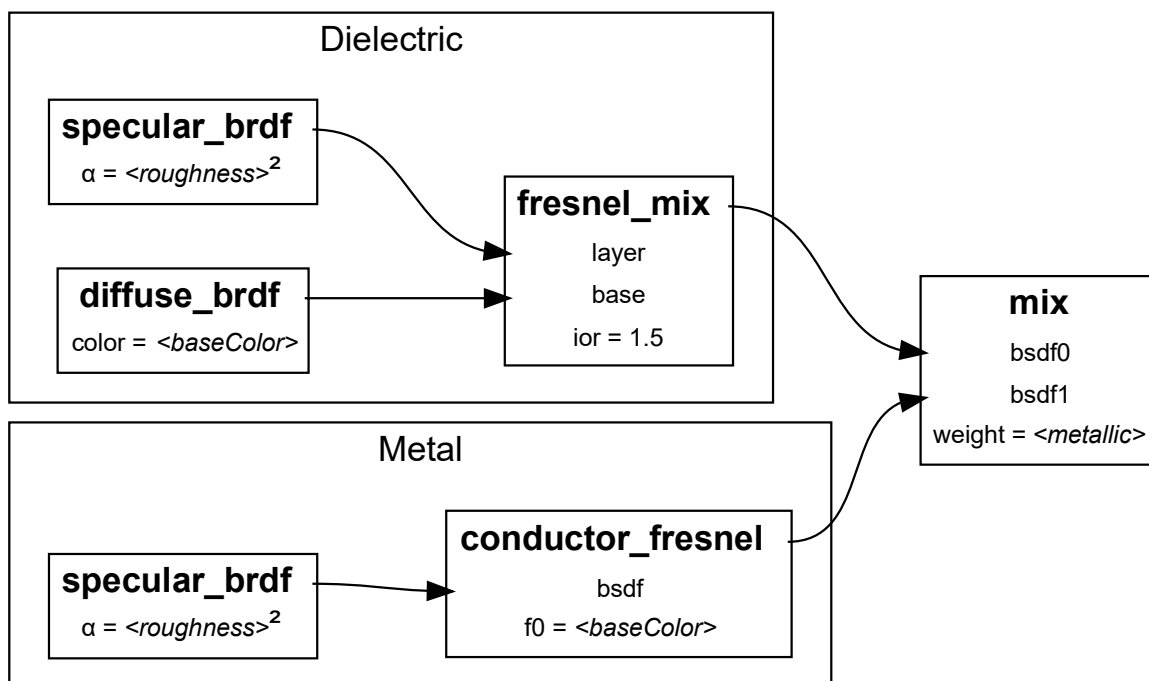 Dielectric
specular_brdf
α = <roughness>²
diffuse_brdf
color = <baseColor>
fresnel_mix
layer
base
ior = 1.5
mix
bsdf0
bsdf1
weight = <metallic>
Metal
specular_brdf
α = <roughness>²
conductor_fresnel
bsdf
f0 = <baseColor>